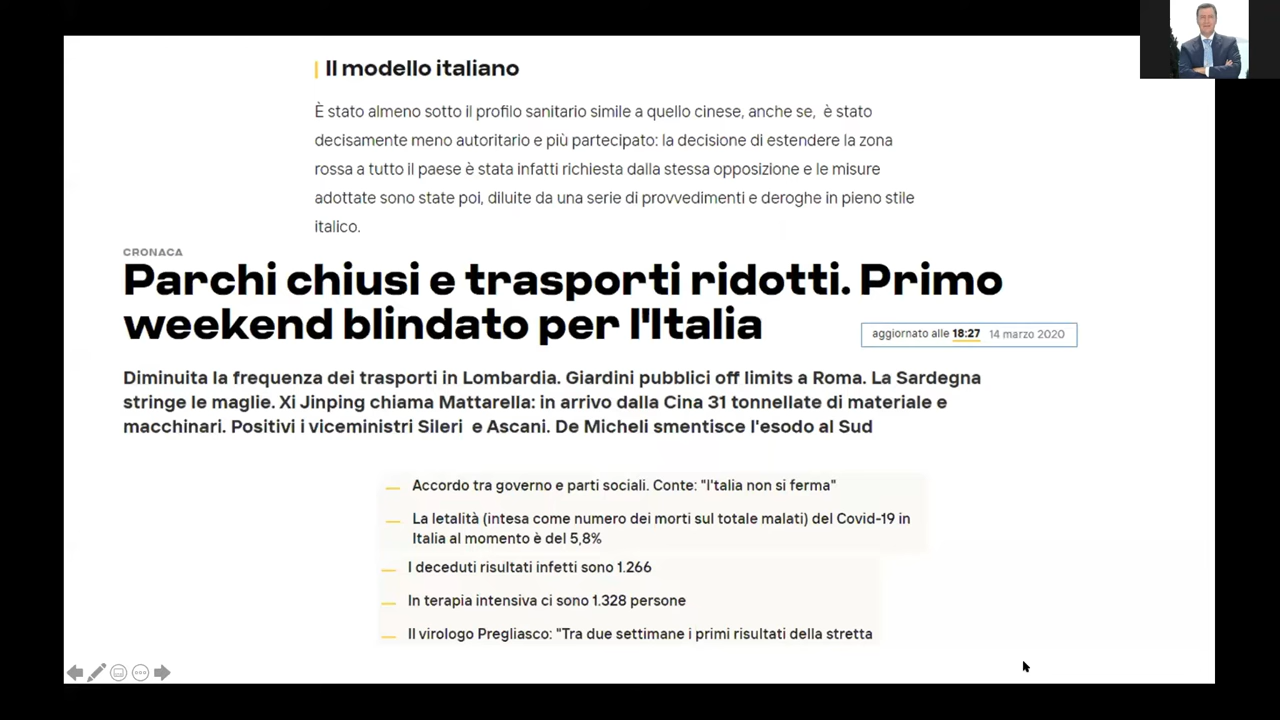 Il modello italiano
È stato almeno sotto il profilo sanitario simile a quello cinese, anche se, è stato
decisamente meno autoritario e più partecipato: la decisione di estendere la zona
rossa a tutto il paese è stata infatti richiesta dalla stessa opposizione e le misure
adottate sono state poi, diluite da una serie di provvedimenti e deroghe in pieno stile
italico.
CRONACA
Parchi chiusi e trasporti ridotti. Primo
weekend blindato per l'Italia
aggiornato alle 18:27 14 marzo 2020
Diminuita la frequenza dei trasporti in Lombardia. Giardini pubblici off limits a Roma. La Sardegna
stringe le maglie. Xi Jinping chiama Mattarella: in arrivo dalla Cina 31 tonnellate di materiale e
macchinari. Positivi i viceministri Sileri e Ascani. De Micheli smentisce l'esodo al Sud
Accordo tra governo e parti sociali. Conte: "l'talia non si ferma"
La letalità (intesa come numero dei morti sul totale malati) del Covid-19 in
Italia al momento è del 5,8%
I deceduti risultati infetti sono 1.266
In terapia intensiva ci sono 1.328 persone
Il virologo Pregliasco: "Tra due settimane i primi risultati della stretta